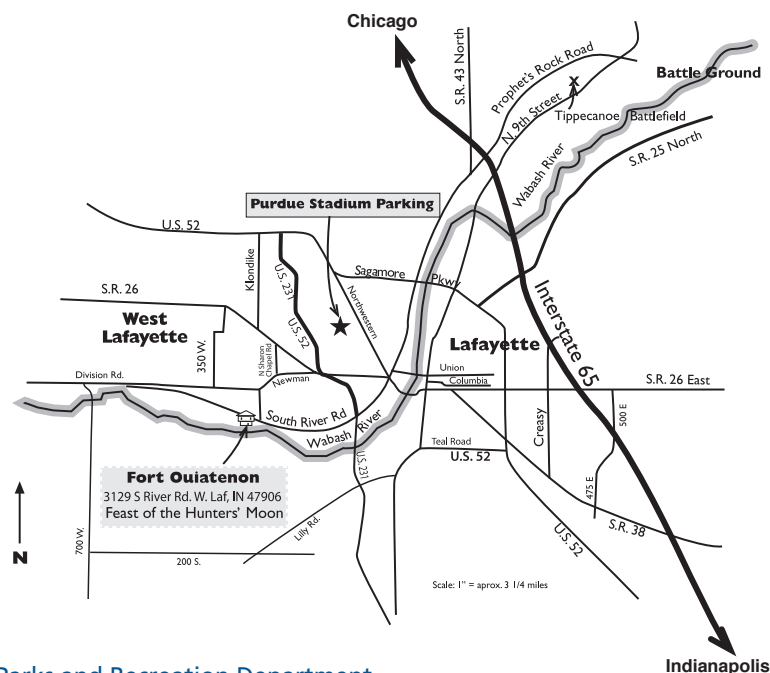 Chicago
S.R. 43 North
Prophet's Rock Road
N. 9th Street
x
Tippecanoe Battlefield
Battle Ground
Wabash River
S.R. 25 North
Purdue Stadium Parking
U.S. 52
Klondike
U.S. 231
U.S. 52
Sagamore Pkwy
Northwestern
S.R. 26
West
Lafayette
350 W.
N Sharon
Chapel Rd
Newman
Division Rd.
South River Rd
Wabash River
Lafayette
Interstate 65
Union
Columbia
S.R. 26 East
Creasy
500 E
475 E
Teal Road
U.S. 52
U.S. 231
Fort Ouiatenon
3129 S River Rd. W. Laf, IN 47906
Feast of the Hunters' Moon
N
700 W.
200 S.
Lilly Rd.
S.R. 38
U.S. 52
Scale: 1" = aprox. 3 1/4 miles
Indianapolis
Parks and Recreation Department